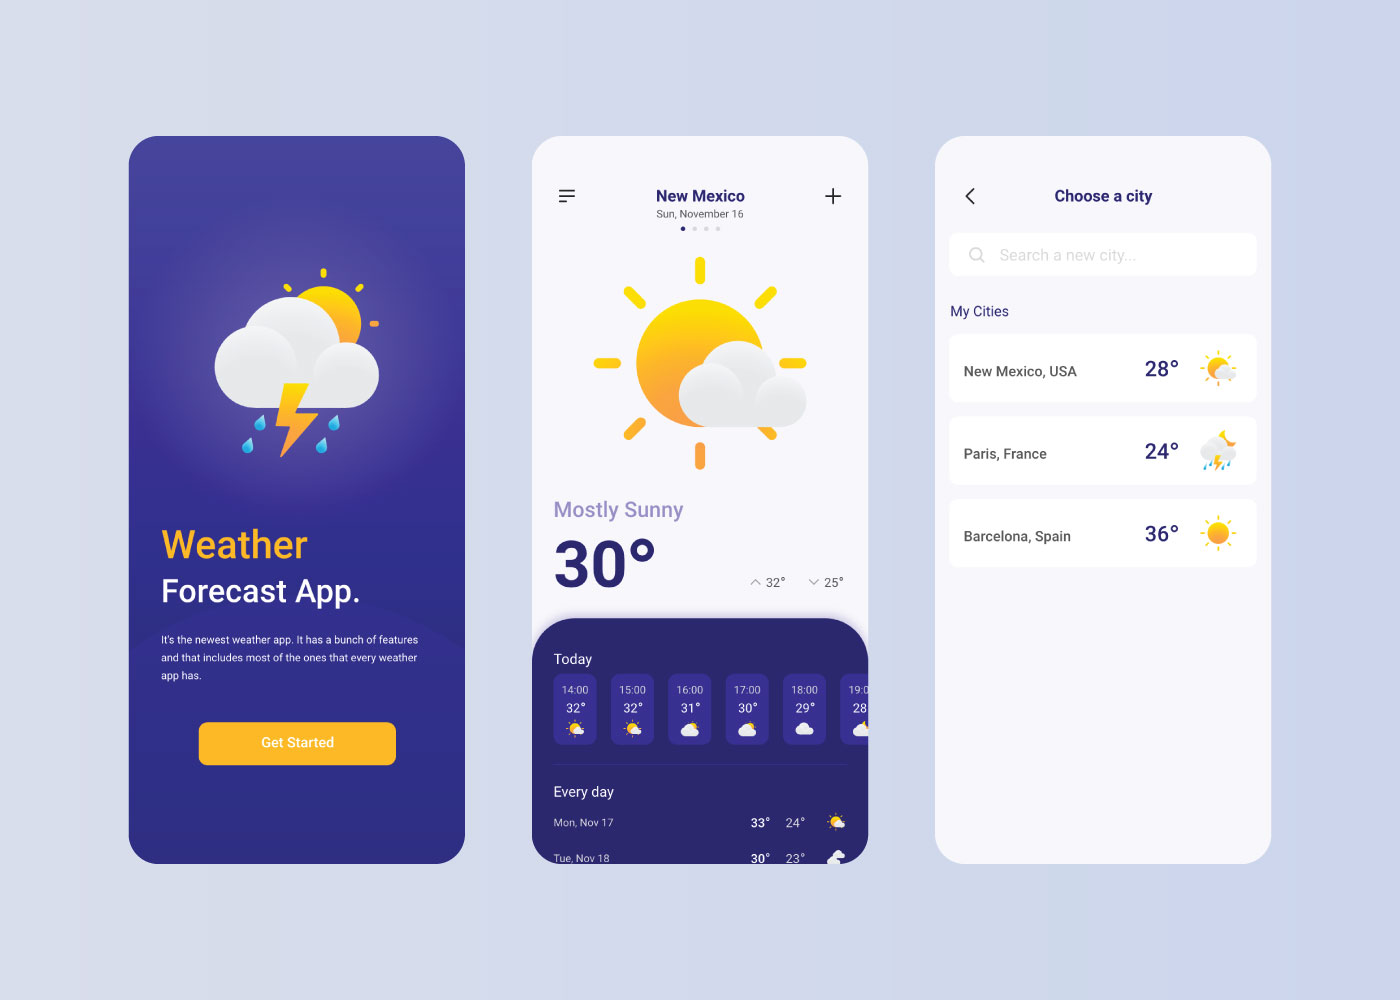 Weather
Forecast App.
It's the newest weather app. It has a bunch of features
and that includes most of the ones that every weather
app has.
Get Started
New Mexico
Sun, November 16
Mostly Sunny
30°
32° 25°
Today
14:00 15:00 16:00 17:00 18:00 19:0
32° 32° 31° 30° 29° 28
Every day
Mon, Nov 17 33° 24°
Tue, Nov 18 30° 23°
Choose a city
Search a new city...
My Cities
New Mexico, USA 28°
Paris, France 24°
Barcelona, Spain 36°